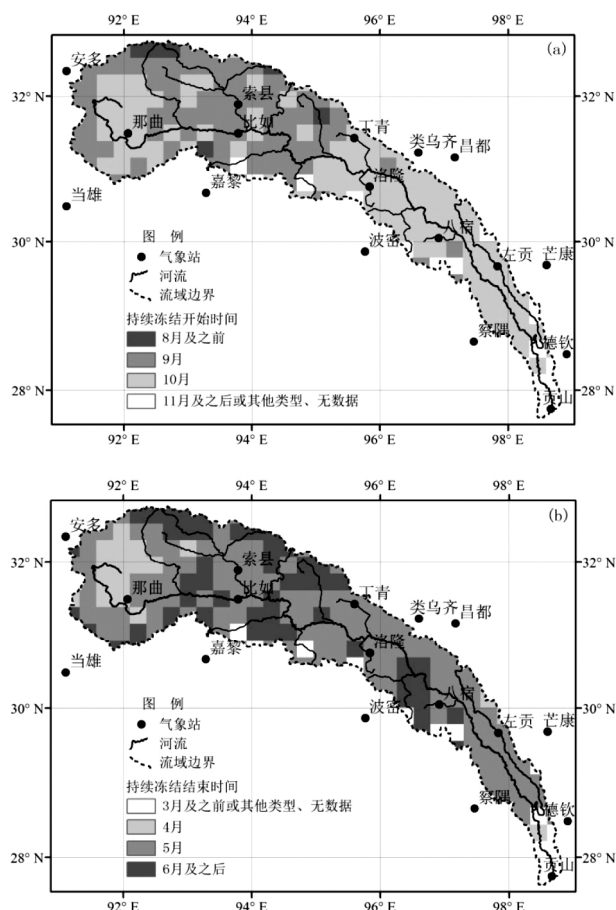 92° E 94° E 96° E 98° E
(a)
安多
32° N 32° N
索县
那曲 比如 丁青
类乌齐 昌都
当雄 嘉黎 洛隆
八宿
30° N 30° N
波密
左贡 芒康
图 例
气象站
河流
流域边界
察隅
德钦
持续冻结开始时间
8月及之前
9月
28° N 28° N
10月
11月及之后或其他类型、无数据
贡山
92° E 94° E 96° E 98° E
92° E 94° E 96° E 98° E
(b)
安多
32° N 32° N
索县
那曲 比如 丁青
类乌齐 昌都
当雄 嘉黎 洛隆
八宿
30° N 30° N
波密
左贡 芒康
图 例
气象站
河流
流域边界
察隅
德钦
持续冻结结束时间
3月及之前或其他类型、无数据
4月
28° N 28° N
5月
6月及之后
贡山
92° E 94° E 96° E 98° E